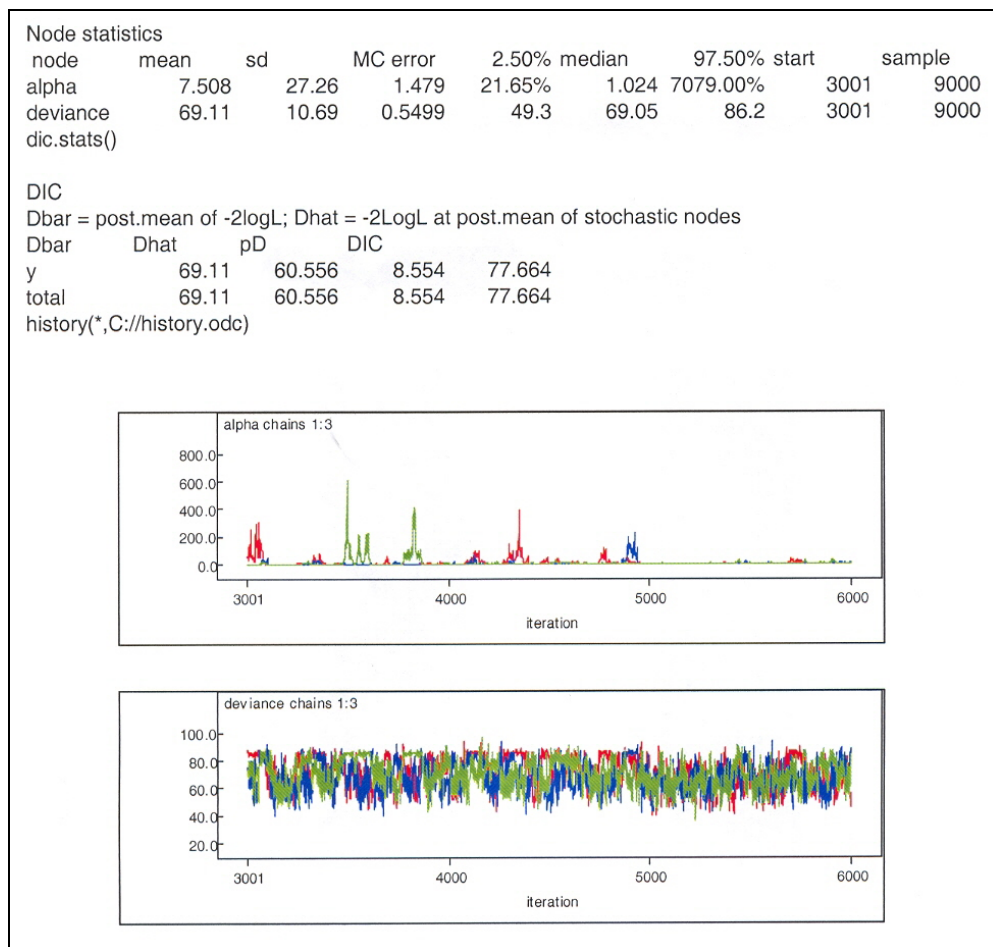 Node statistics
node mean sd MC error 2.50% median 97.50% start sample
alpha 7.508 27.26 1.479 21.65% 1.024 7079.00% 3001 9000
deviance 69.11 10.69 0.5499 49.3 69.05 86.2 3001 9000
dic.stats()
DIC
Dbar = post.mean of -2logL; Dhat = -2LogL at post.mean of stochastic nodes
Dbar Dhat pD DIC
y 69.11 60.556 8.554 77.664
total 69.11 60.556 8.554 77.664
history(*,C://history.odc)
alpha chains 1:3
800.0
600.0
400.0
200.0
0.0
3001 4000 5000 6000
iteration
deviance chains 1:3
100.0
80.0
60.0
40.0
20.0
3001 4000 5000 6000
iteration